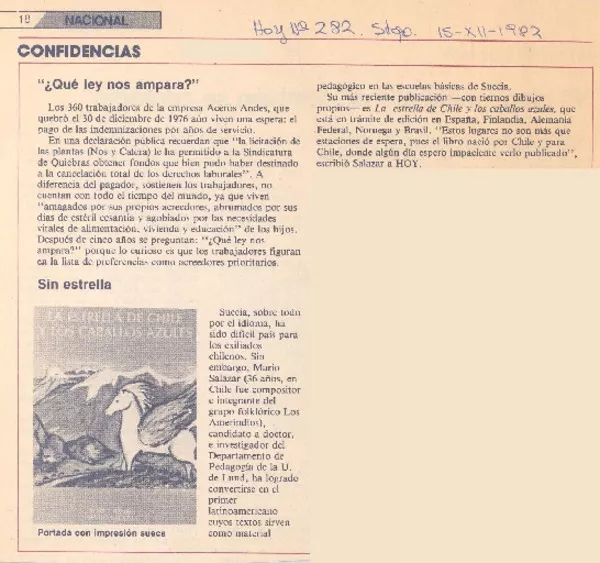 18 NACIONAL
Hoy Nº 282. Stgo. 15-XII-1982
CONFIDENCIAS
"¿Qué ley nos ampara?"
Los 360 trabajadores de la empresa Aceros Andes, que
quebró el 30 de diciembre de 1976 aún viven una espera: el
pago de las indemnizaciones por años de servicio.
En una declaración pública recuerdan que "la licitación de
las plantas (Nos y Calera) le ha permitido a la Sindicatura
de Quiebras obtener fondos que bien pudo haber destinado
a la cancelación total de los derechos laborales". A
diferencia del pagador, sostienen los trabajadores, no
cuentan con todo el tiempo del mundo, ya que viven
"amagados por sus propios acreedores, abrumados por sus
días de estéril cesantía y agobiados por las necesidades
vitales de alimentación, vivienda y educación" de los hijos.
Después de cinco años se preguntan: "¿Qué ley nos
ampara?" porque lo curioso es que los trabajadores figuran
en la lista de preferencias como acreedores prioritarios.
Sin estrella
LA ESTRELLA DE CHILE
Y LOS CABALLOS AZULES
Portada con impresión sueca
Suecia, sobre todo
por el idioma, ha
sido difícil país para
los exiliados
chilenos. Sin
embargo, Mario
Salazar (36 años, en
Chile fue compositor
e integrante del
grupo folklórico Los
Amerindios),
candidato a doctor,
e investigador del
Departamento de
Pedagogía de la U.
de Lund, ha logrado
convertirse en el
primer
latinoamericano
cuyos textos sirven
como material
pedagógico en las escuelas básicas de Suecia.
Su más reciente publicación —con tiernos dibujos
propios— es La estrella de Chile y los caballos azules, que
está en trámite de edición en España, Finlandia, Alemania
Federal, Noruega y Brasil. "Estos lugares no son más que
estaciones de espera, pues el libro nació por Chile y para
Chile, donde algún día espero impaciente verlo publicado",
escribió Salazar a HOY.